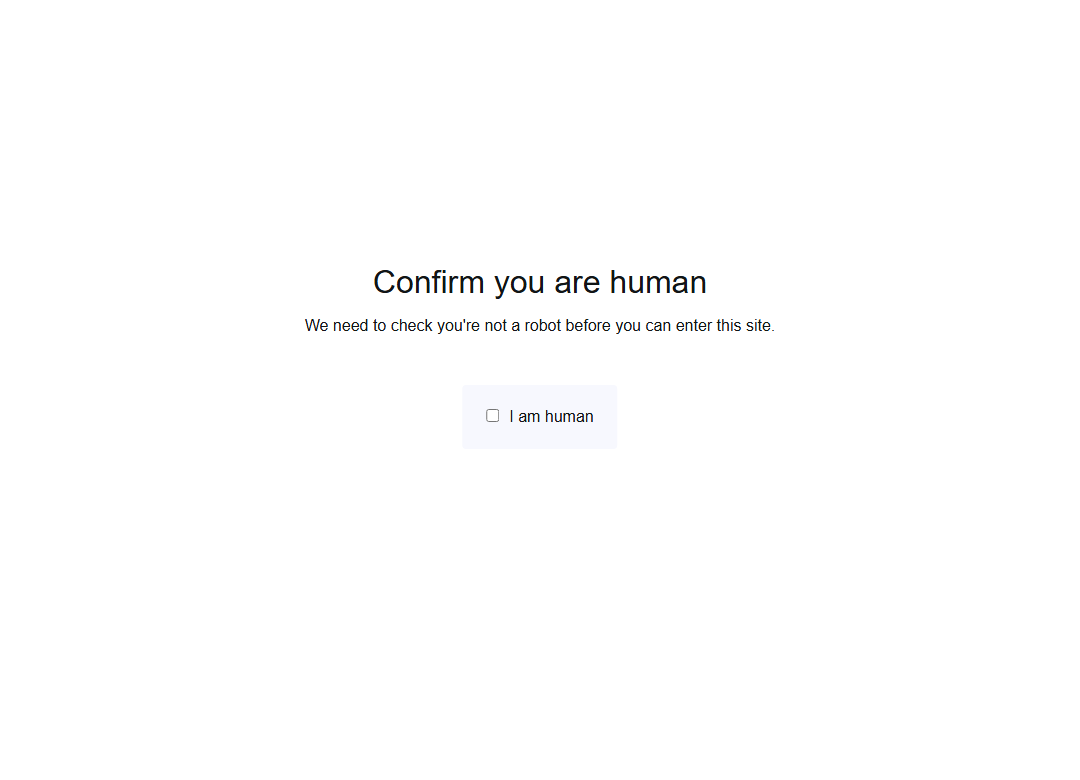 Confirm you are human
We need to check you're not a robot before you can enter this site.
I am human